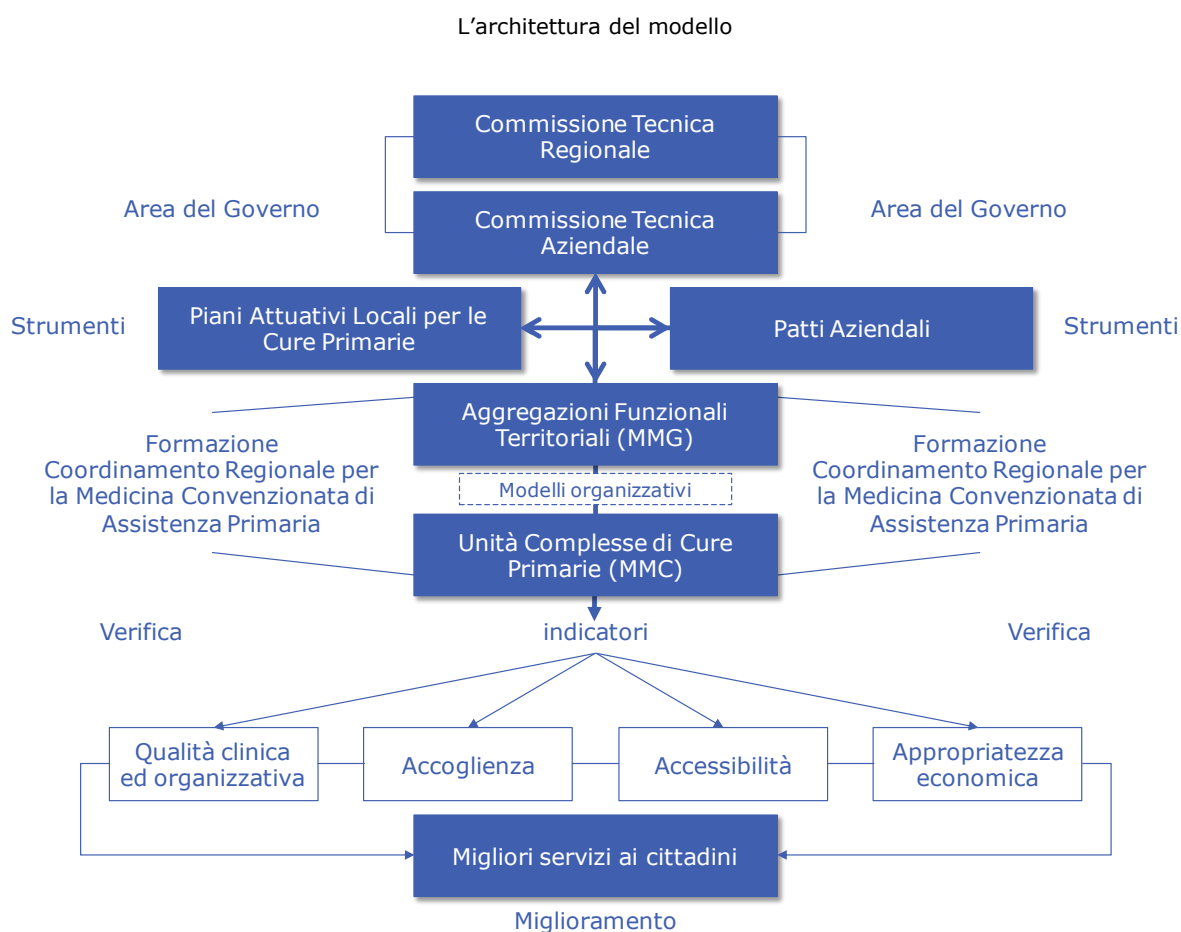 L'architettura del modello
Commissione Tecnica
Regionale
Area del Governo
Area del Governo
Commissione Tecnica
Aziendale
Strumenti
Piani Attuativi Locali per le
Cure Primarie
Patti Aziendali
Strumenti
Aggregazioni Funzionali
Territoriali (MMG)
Formazione
Coordinamento Regionale per
la Medicina Convenzionata di
Assistenza Primaria
Modelli organizzativi
Formazione
Coordinamento Regionale per
la Medicina Convenzionata di
Assistenza Primaria
Unità Complesse di Cure
Primarie (MMC)
Verifica
indicatori
Verifica
Qualità clinica
ed organizzativa
Accoglienza
Accessibilità
Appropriatezza
economica
Migliori servizi ai cittadini
Miglioramento